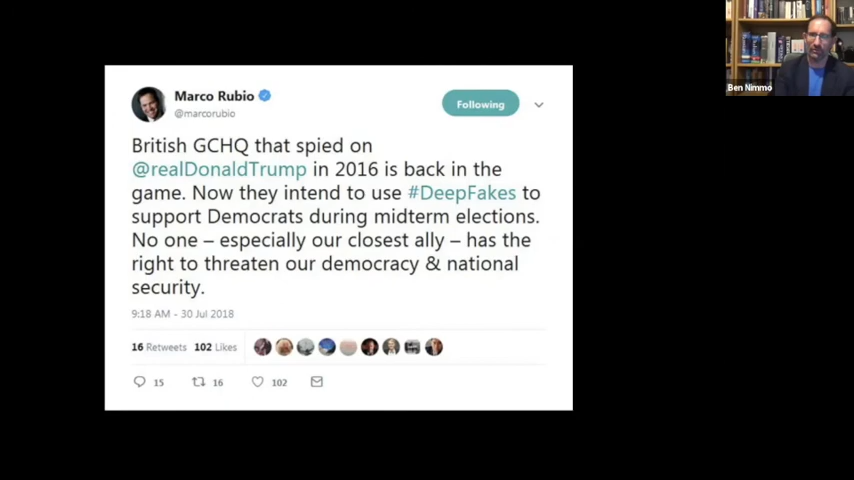 Ben Nimmo
Marco Rubio
@marcorubio
Following
British GCHQ that spied on
@realDonaldTrump in 2016 is back in the
game. Now they intend to use #DeepFakes to
support Democrats during midterm elections.
No one – especially our closest ally – has the
right to threaten our democracy & national
security.
9:18 AM - 30 Jul 2018
16 Retweets 102 Likes
15 16 102